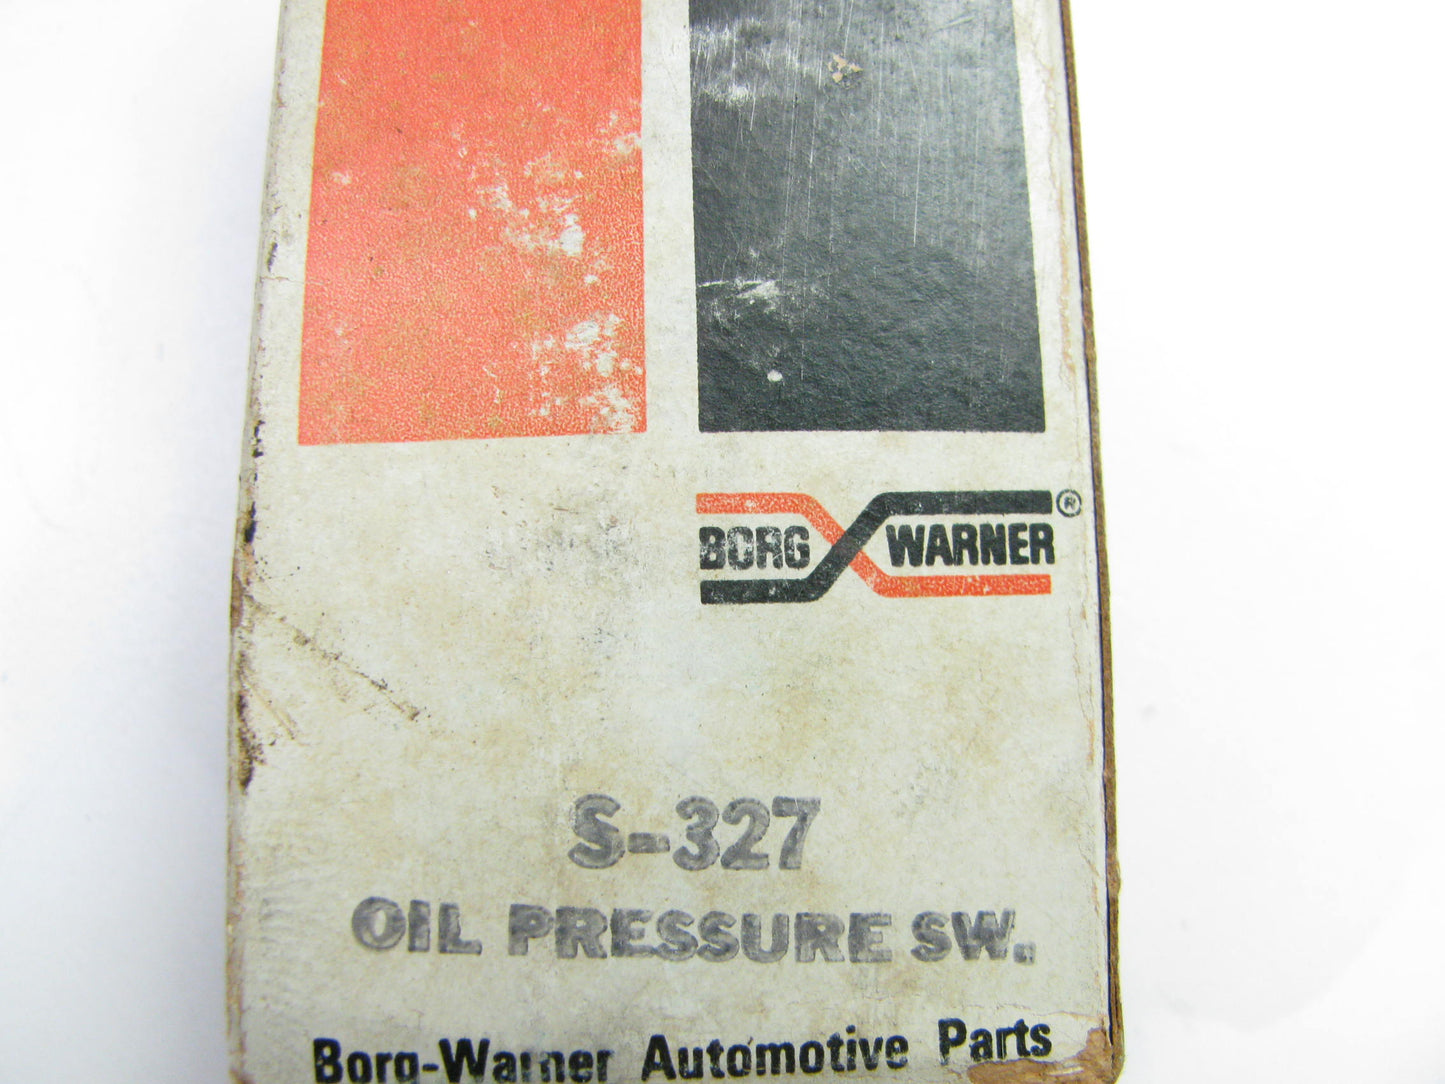 BORG WARNER®
S-327
OIL PRESSURE SW.
Borg-Warner Automotive Parts